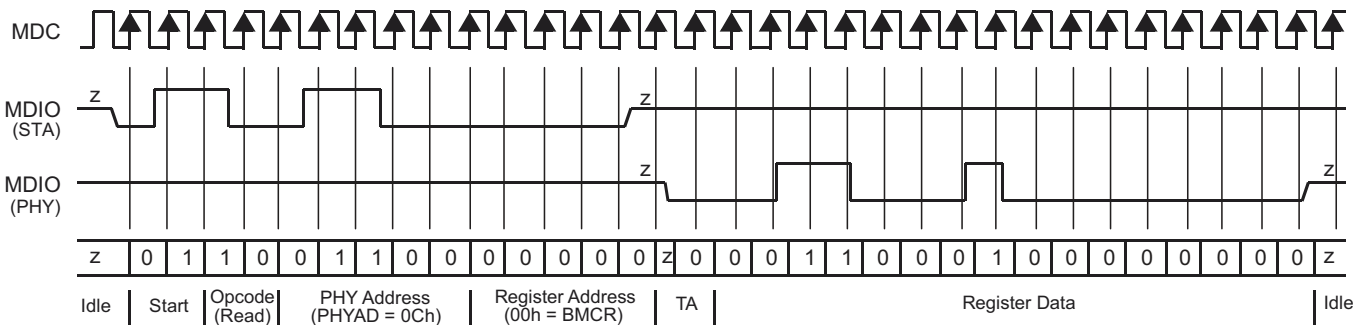 MDC
MDIO
(STA)
z
z
MDIO
(PHY)
z
z
z 0 1 1 0 0 1 1 0 0 0 0 0 0 0 z 0 0 0 1 1 0 0 0 1 0 0 0 0 0 0 0 0 z
Idle
Start
Opcode
(Read)
PHY Address
(PHYAD = 0Ch)
Register Address
(00h = BMCR)
TA
Register Data
Idle